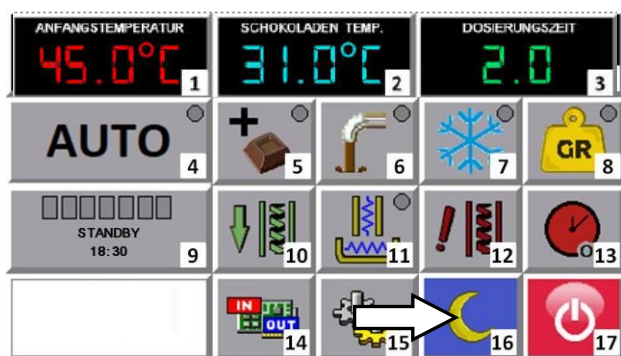 ANFANGSTEMPERATUR
45.0°C
1
SCHOKOLADEN TEMP.
31.0°C
2
DOSIERUNGSZEIT
2.0
3
AUTO
4
5
6
7
GR
8
STANDBY
18:30
9
10
11
12
13
IN
OUT
14
15
16
17